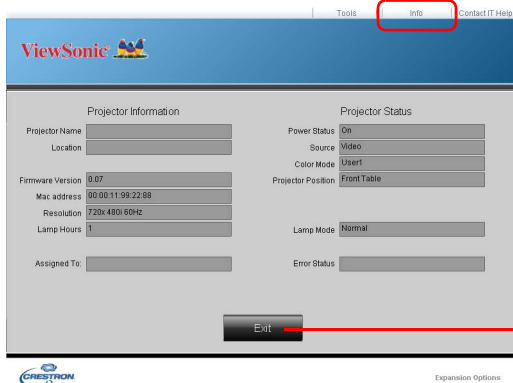 Tools Info Contact IT Help
ViewSonic
Projector Information
Projector Name
Location
Firmware Version 0.07
Mac address 00:00:11:99:22:88
Resolution 720x 480i 60Hz
Lamp Hours 1
Assigned To:
Projector Status
Power Status On
Source Video
Color Mode User1
Projector Position Front Table
Lamp Mode Normal
Error Status
Exit
CRESTRON
Expansion Options